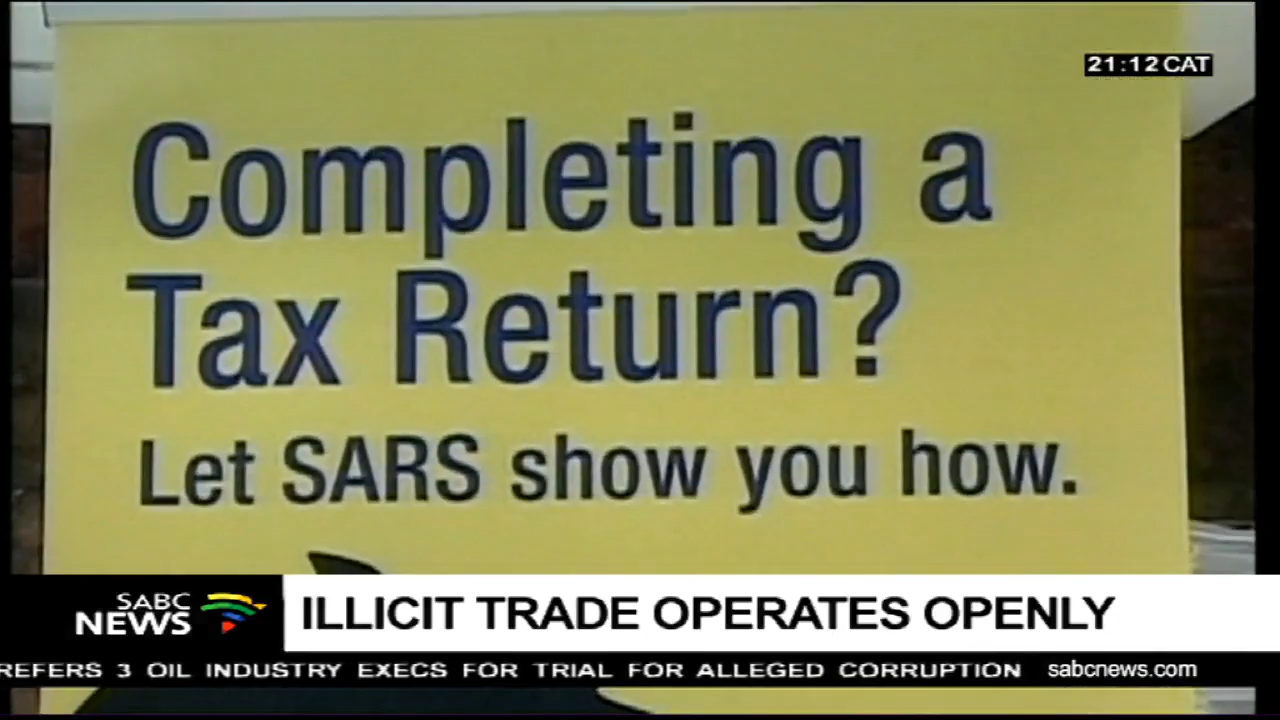 21:12 CAT
Completing a
Tax Return?
Let SARS show you how.
SABC
NEWS
ILLICIT TRADE OPERATES OPENLY
REFERS 3 OIL INDUSTRY EXECS FOR TRIAL FOR ALLEGED CORRUPTION sabcnews.com